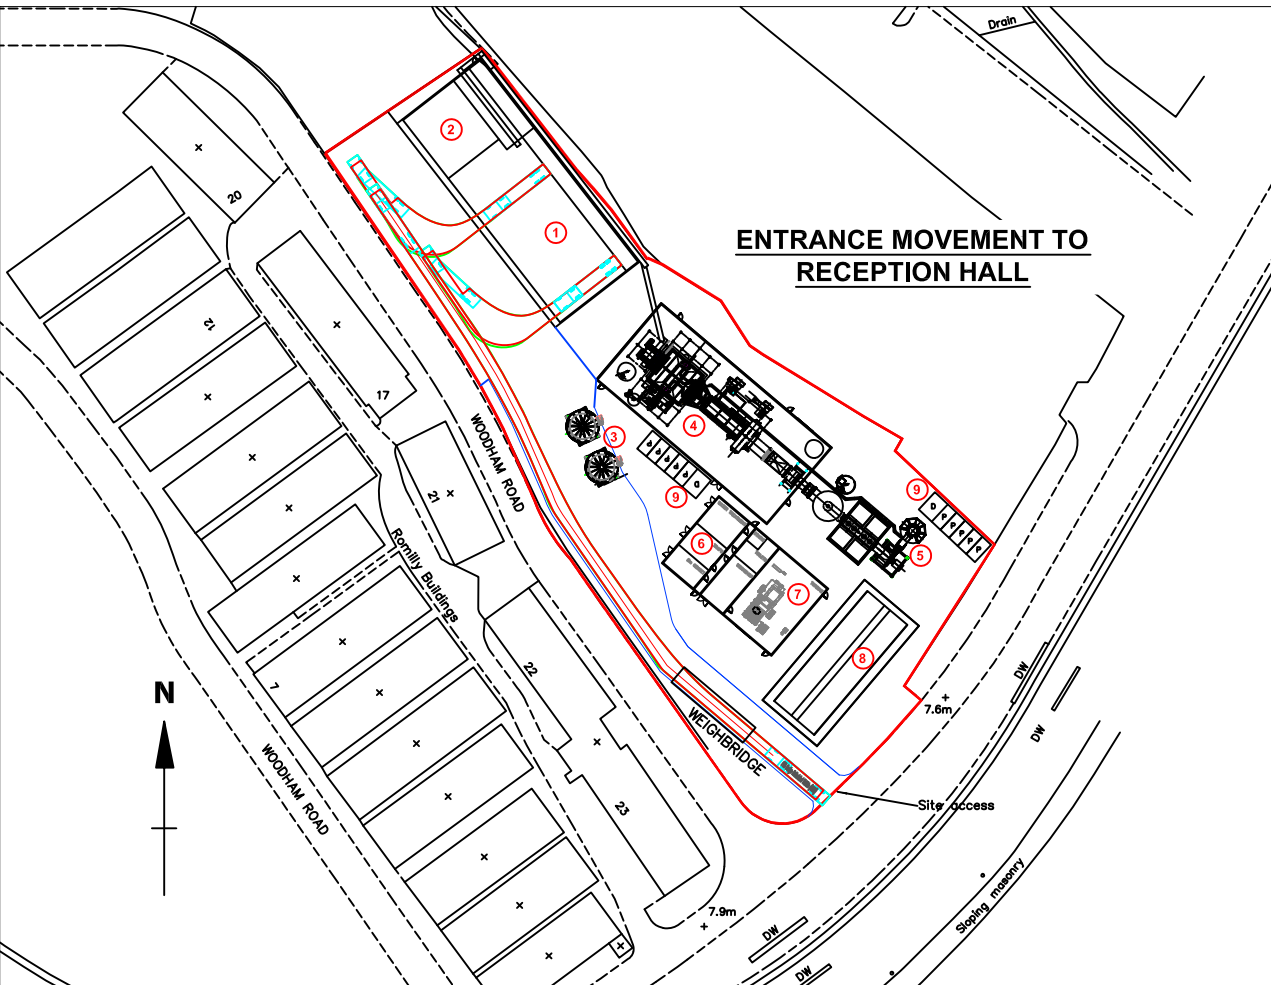 Drain
2
20
1
ENTRANCE MOVEMENT TO
RECEPTION HALL
12
17
WOODHAM ROAD
3
4
9
9
21
Romilly Buildings
6
5
7
8
22
7
N
DW
7.6m
DW
WEIGHBRIDGE
WOODHAM ROAD
23
Site access
Sloping masonry
7.9m
DW
DW